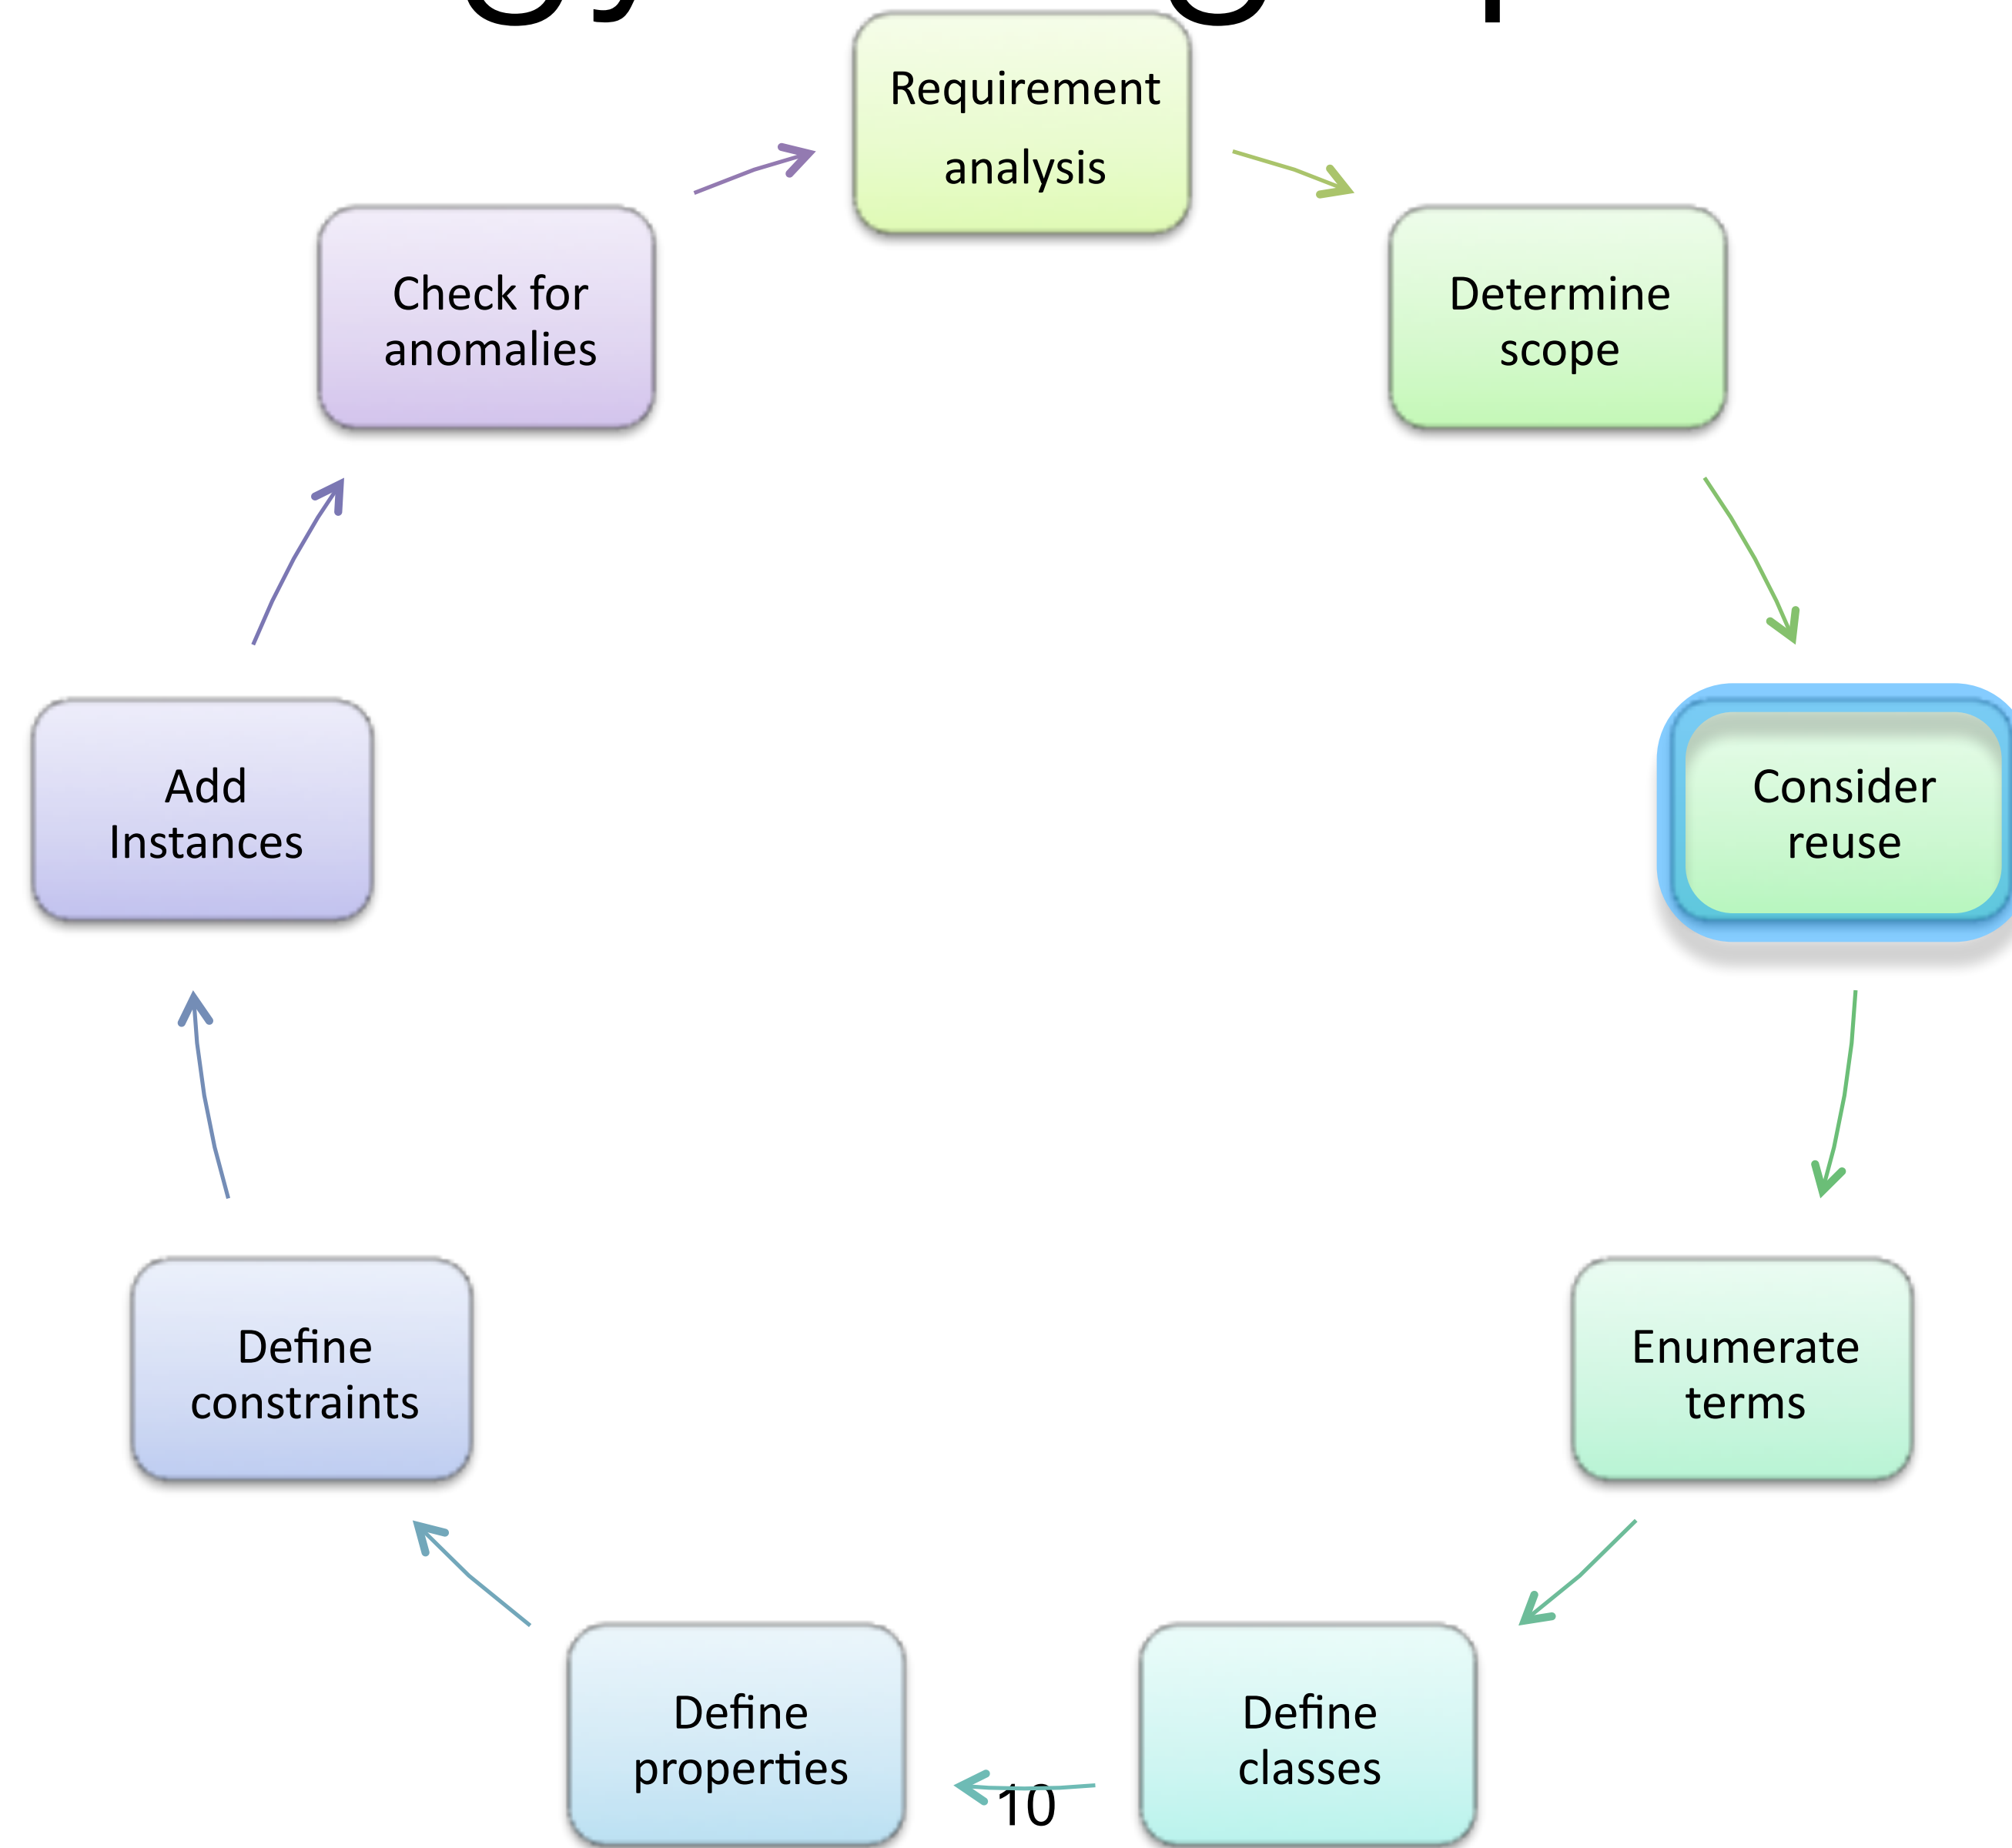 Requirement
analysis
Determine
scope
Consider
reuse
Enumerate
terms
Define
classes
Define
properties
Define
constraints
Add
Instances
Check for
anomalies
10